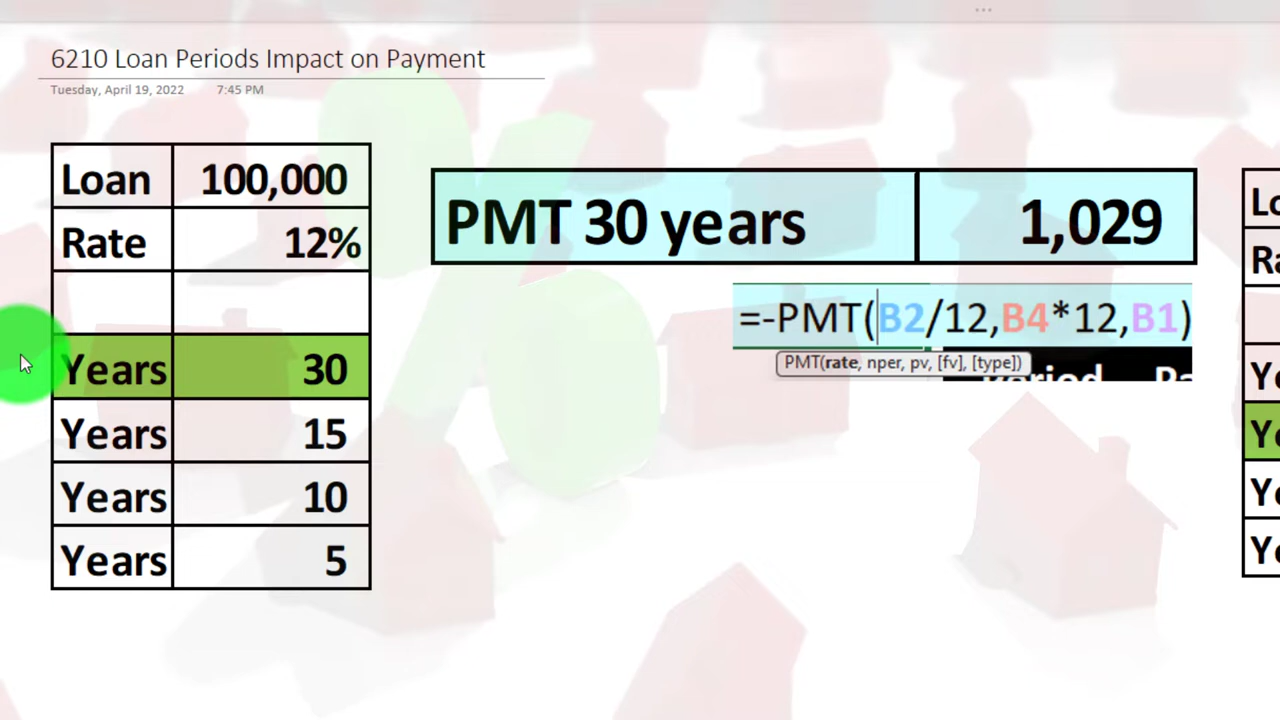 6210 Loan Periods Impact on Payment
Tuesday, April 19, 2022 7:45 PM
Loan 100,000
Rate 12%
Years 30
Years 15
Years 10
Years 5
PMT 30 years 1,029
=-PMT(B2/12,B4*12,B1)
PMT(rate, nper, pv, [fv], [type])
Period